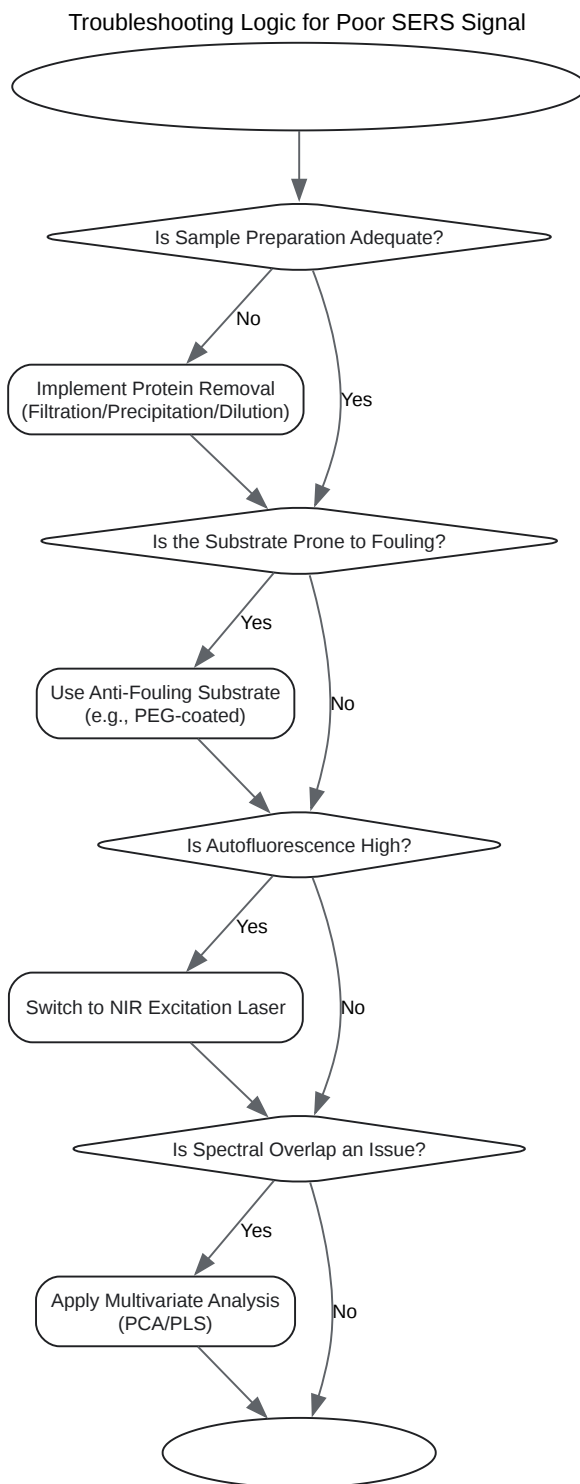 Troubleshooting Logic for Poor SERS Signal
Is Sample Preparation Adequate?
No
Implement Protein Removal
(Filtration/Precipitation/Dilution)
Yes
Is the Substrate Prone to Fouling?
Yes
Use Anti-Fouling Substrate
(e.g., PEG-coated)
No
Is Autofluorescence High?
Yes
Switch to NIR Excitation Laser
No
Is Spectral Overlap an Issue?
Yes
Apply Multivariate Analysis
(PCA/PLS)
No